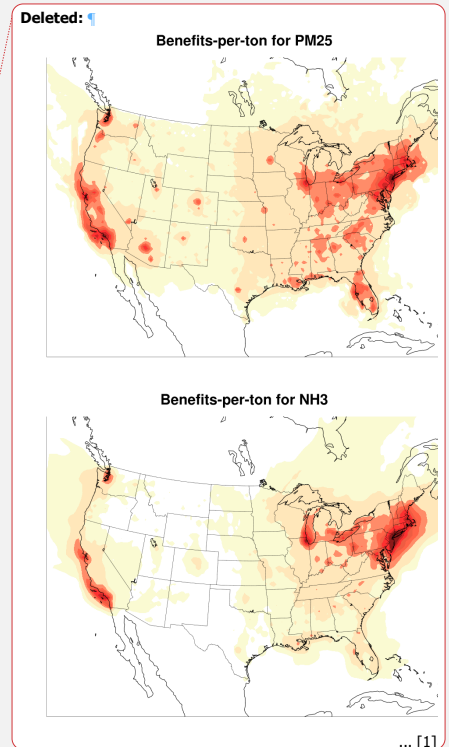 Deleted: ¶
Benefits-per-ton for PM25
Benefits-per-ton for NH3
... [1]